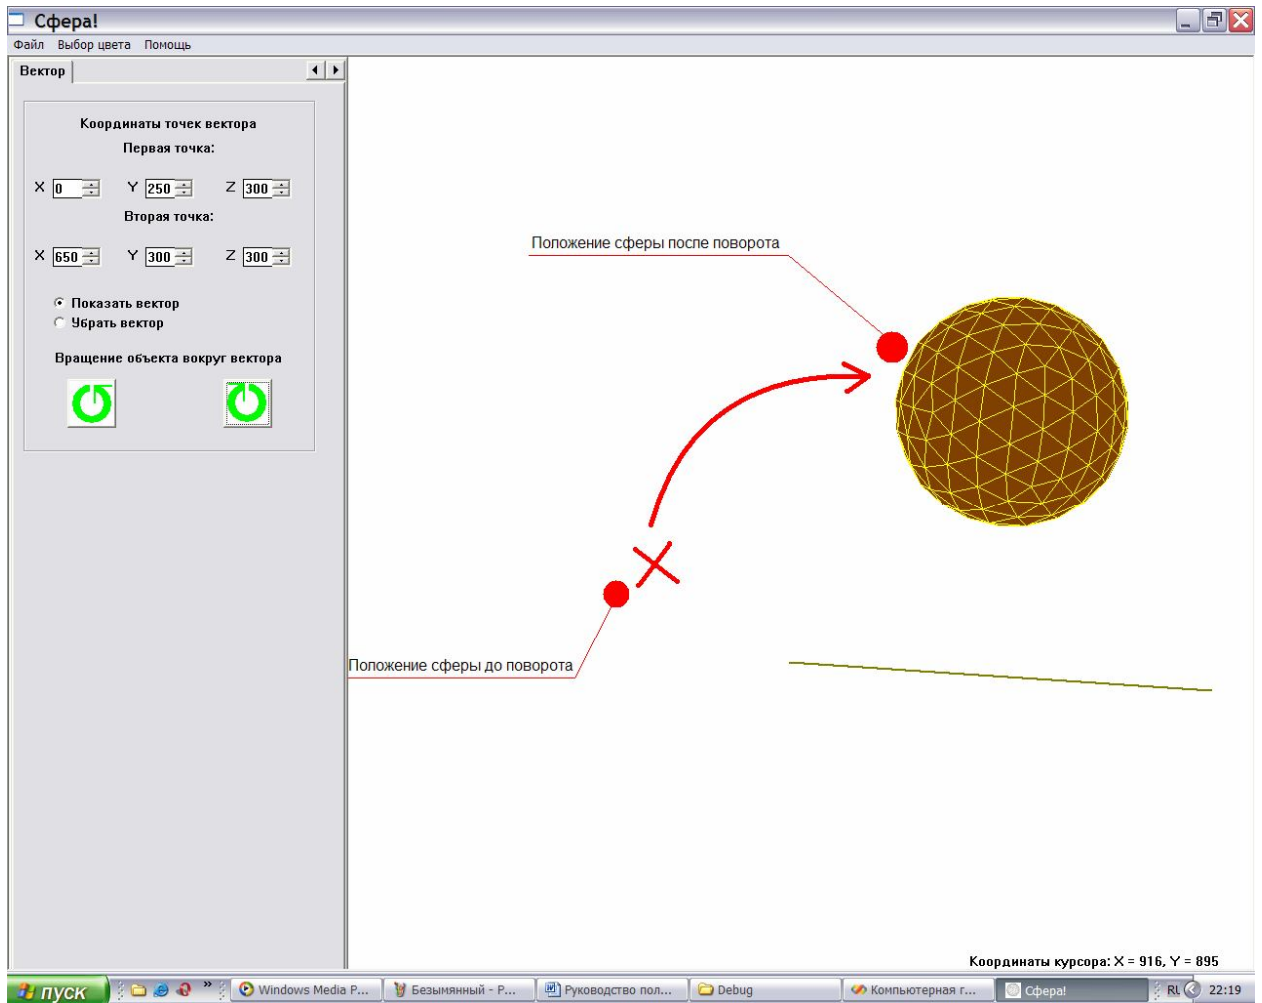 Сфера!
Файл Выбор цвета Помощь
Вектор
Координаты точек вектора
Первая точка:
X 0 Y 250 Z 300
Вторая точка:
X 650 Y 300 Z 300
Показать вектор
Убрать вектор
Вращение объекта вокруг вектора
Положение сферы после поворота
Положение сферы до поворота
Координаты курсора: X = 916, Y = 895
пуск » Windows Media P... Безымянный - P... Руководство пол... Debug Компьютерная г... Сфера! RL 22:19